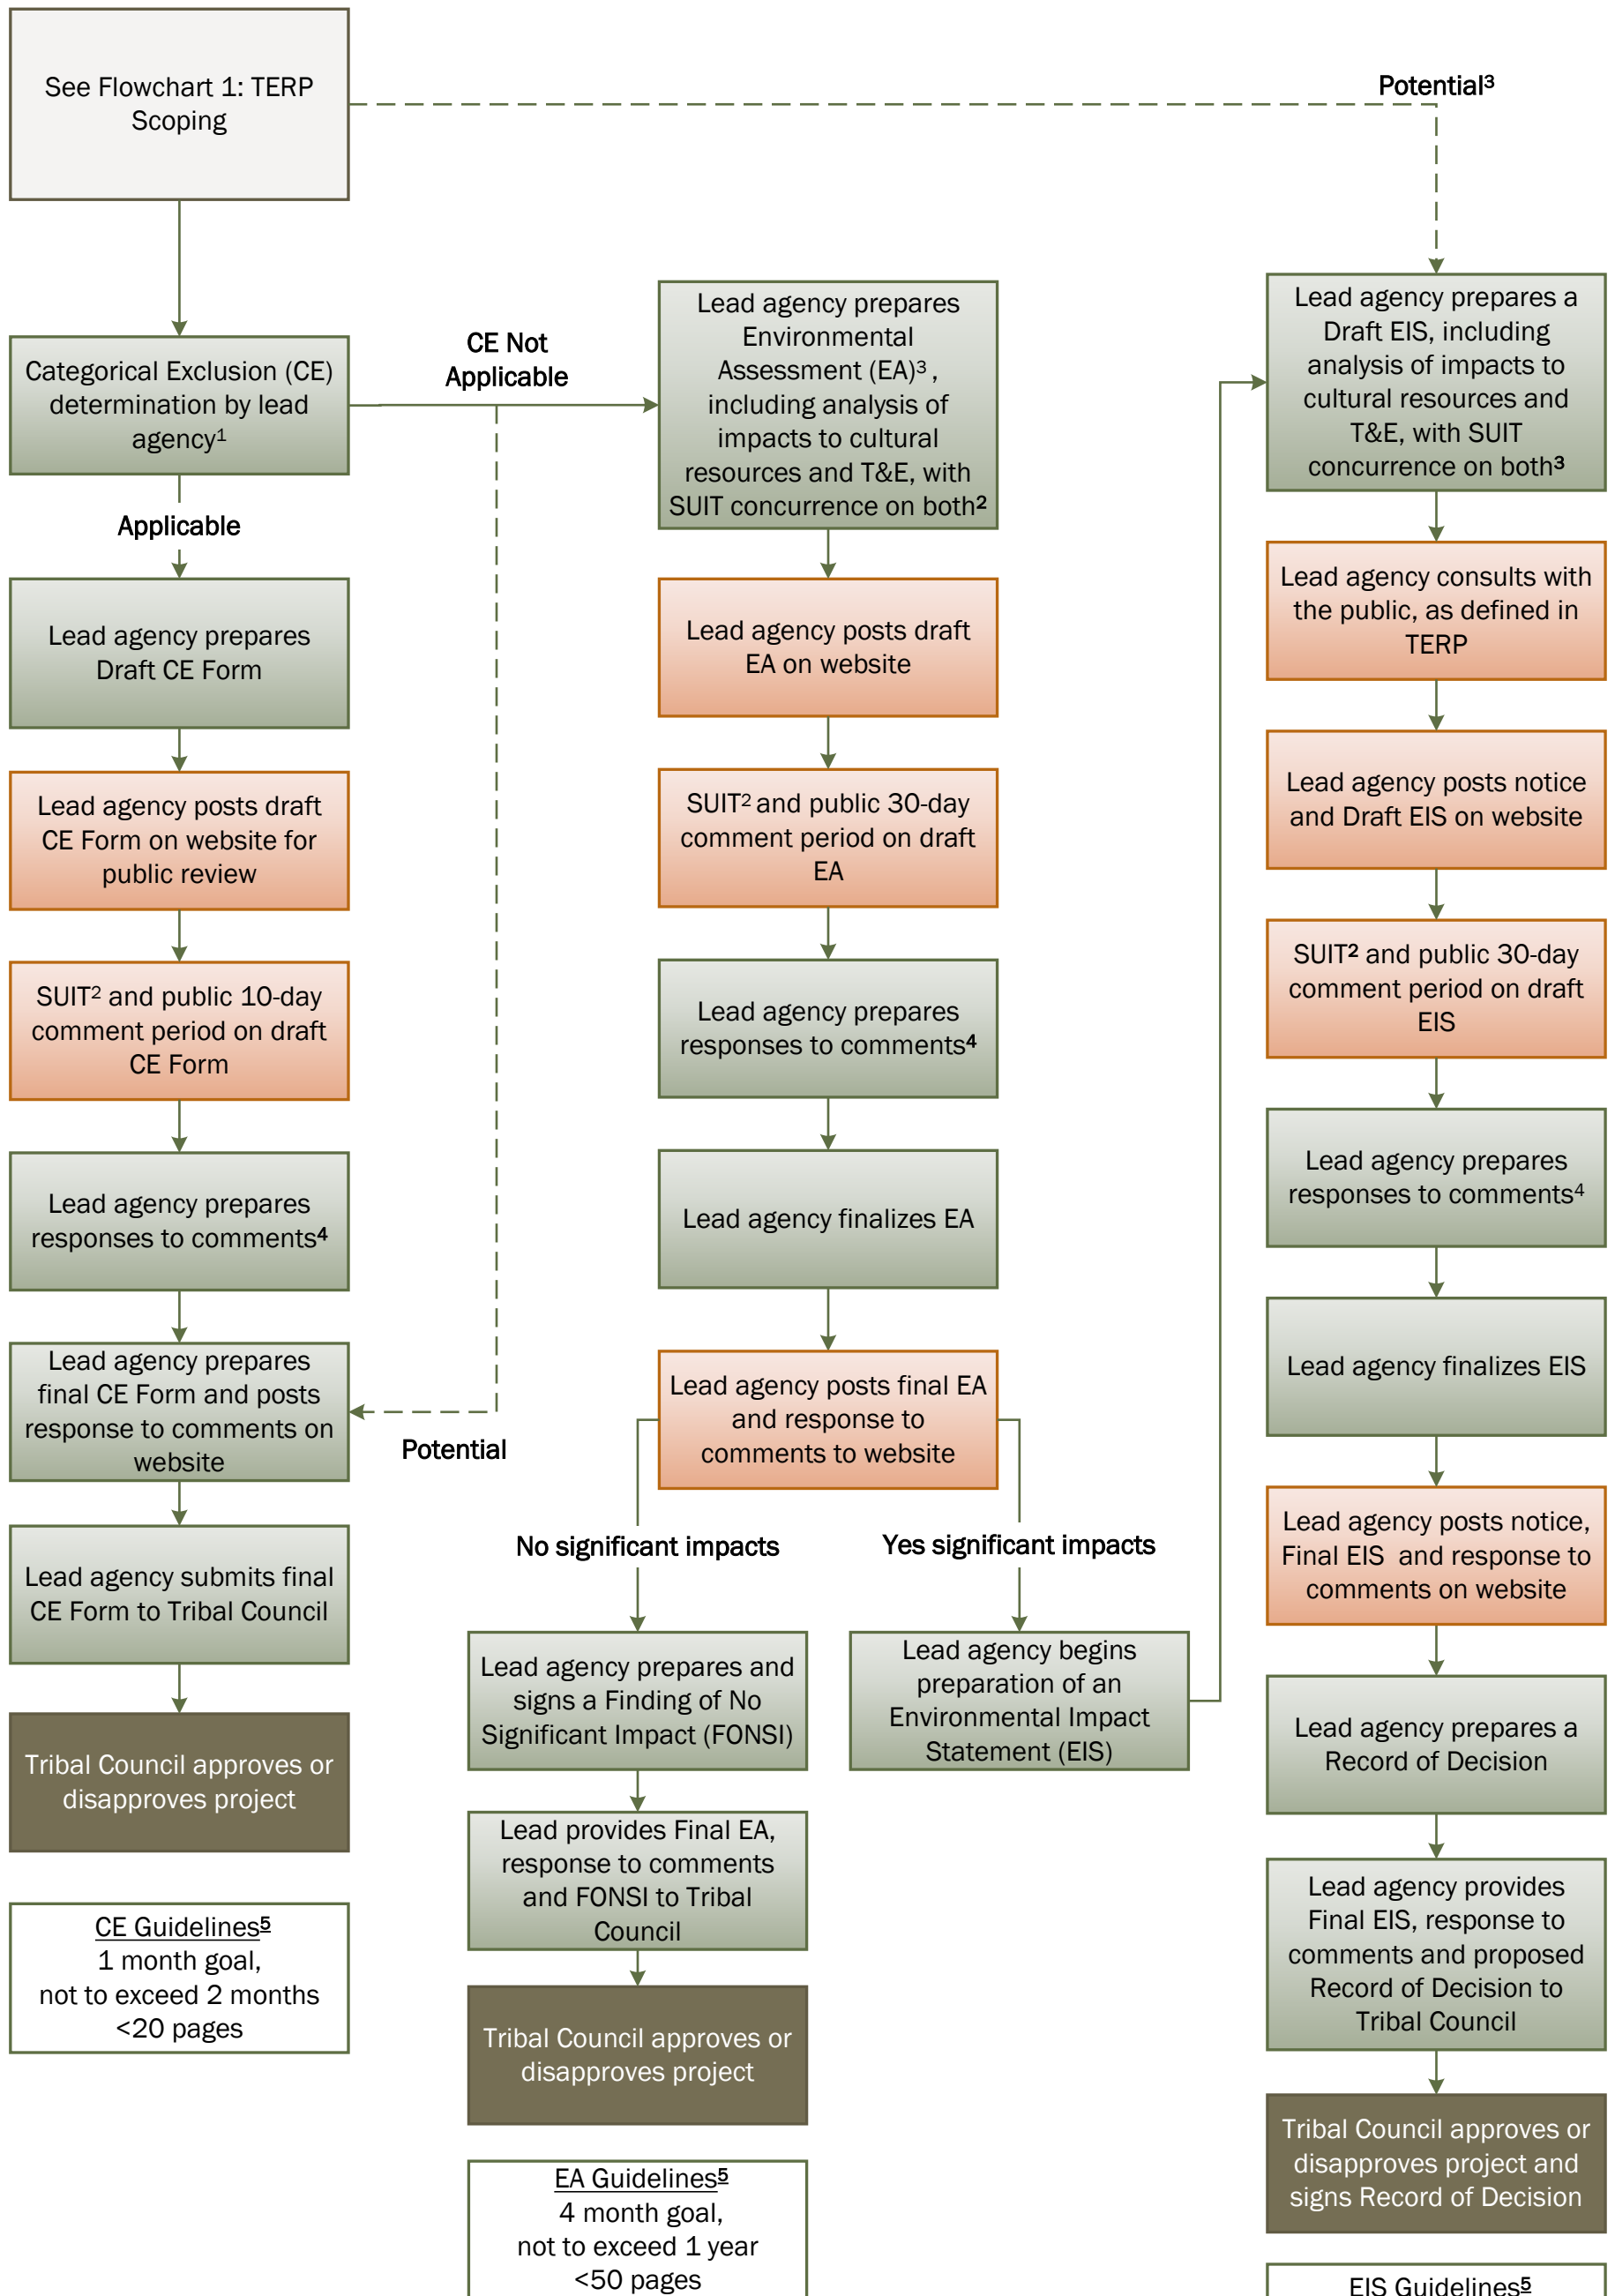 See Flowchart 1: TERP
Scoping
Potential³
Categorical Exclusion (CE)
determination by lead
agency¹
CE Not
Applicable
Applicable
Lead agency prepares
Draft CE Form
Lead agency posts draft
CE Form on website for
public review
SUIT² and public 10-day
comment period on draft
CE Form
Lead agency prepares
responses to comments⁴
Lead agency prepares
final CE Form and posts
response to comments on
website
Potential
Lead agency submits final
CE Form to Tribal Council
Tribal Council approves or
disapproves project
CE Guidelines⁵
1 month goal,
not to exceed 2 months
<20 pages
Lead agency prepares
Environmental
Assessment (EA)³ ,
including analysis of
impacts to cultural
resources and T&E, with
SUIT concurrence on both²
Lead agency posts draft
EA on website
SUIT² and public 30-day
comment period on draft
EA
Lead agency prepares
responses to comments⁴
Lead agency finalizes EA
Lead agency posts final EA
and response to
comments to website
No significant impacts
Yes significant impacts
Lead agency prepares and
signs a Finding of No
Significant Impact (FONSI)
Lead agency begins
preparation of an
Environmental Impact
Statement (EIS)
Lead provides Final EA,
response to comments
and FONSI to Tribal
Council
Tribal Council approves or
disapproves project
EA Guidelines⁵
4 month goal,
not to exceed 1 year
<50 pages
Lead agency prepares a
Draft EIS, including
analysis of impacts to
cultural resources and
T&E, with SUIT
concurrence on both³
Lead agency consults with
the public, as defined in
TERP
Lead agency posts notice
and Draft EIS on website
SUIT² and public 30-day
comment period on draft
EIS
Lead agency prepares
responses to comments⁴
Lead agency finalizes EIS
Lead agency posts notice,
Final EIS and response to
comments on website
Lead agency prepares a
Record of Decision
Lead agency provides
Final EIS, response to
comments and proposed
Record of Decision to
Tribal Council
Tribal Council approves or
disapproves project and
signs Record of Decision
EIS Guidelines⁵